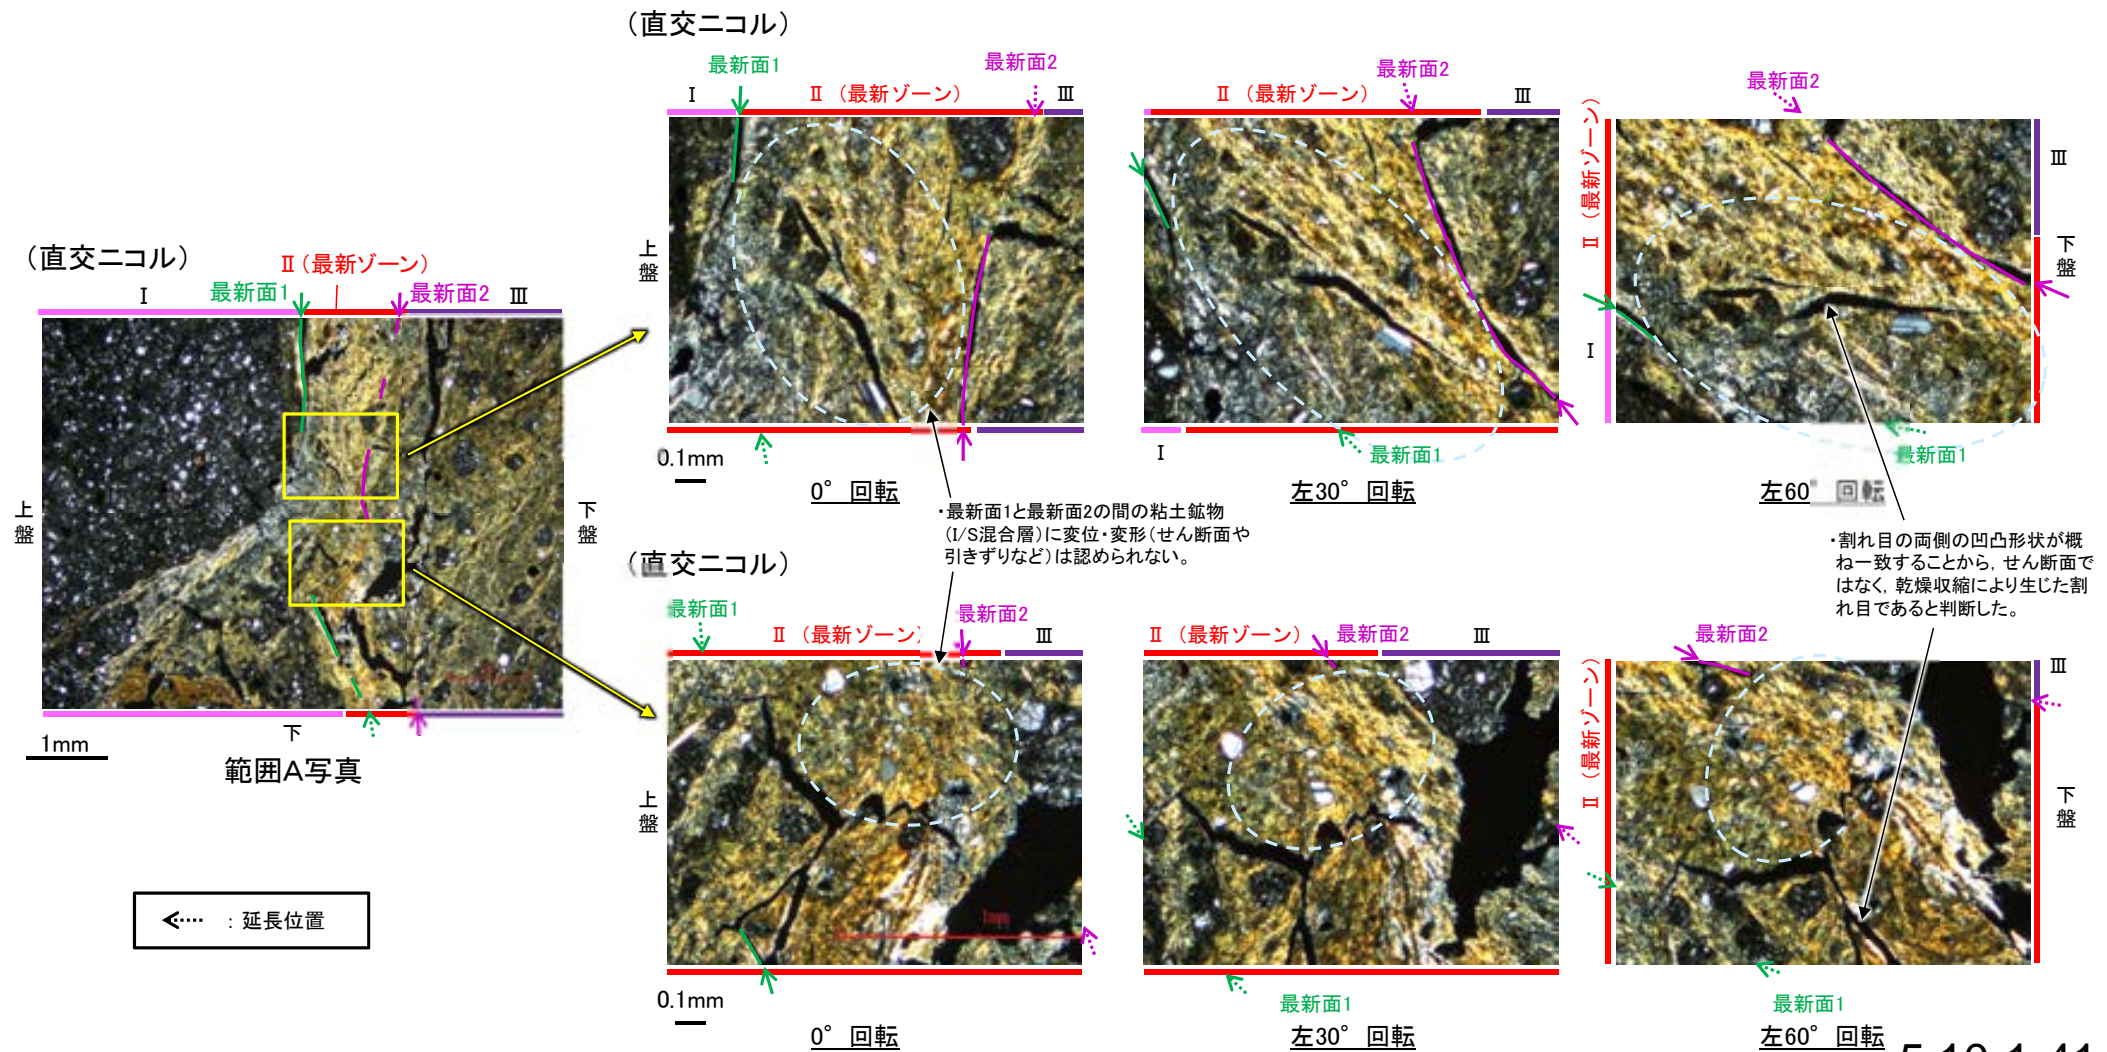 (直交ニコル)
Ⅱ(最新ゾーン)
Ⅰ
最新面1
最新面2
Ⅲ
上盤
下盤
下
1mm
範囲A写真
: 延長位置
(直交ニコル)
最新面1
最新面2
Ⅰ
Ⅱ (最新ゾーン)
Ⅲ
上盤
0.1mm
0° 回転
最新面2
Ⅱ (最新ゾーン)
Ⅲ
Ⅰ
最新面1
左30° 回転
最新面2
Ⅱ (最新ゾーン)
Ⅰ
Ⅲ
下盤
最新面1
左60° 回転
・最新面1と最新面2の間の粘土鉱物
(I/S混合層)に変位・変形(せん断面や
引きずりなど)は認められない。
・割れ目の両側の凹凸形状が概
ね一致することから, せん断面で
はなく, 乾燥収縮により生じた割
れ目であると判断した。
(直交ニコル)
最新面1
最新面2
Ⅱ (最新ゾーン)
Ⅲ
上盤
1mm
0.1mm
0° 回転
Ⅱ (最新ゾーン)
最新面2
Ⅲ
最新面1
左30° 回転
最新面2
Ⅱ (最新ゾーン)
Ⅲ
下盤
最新面1
左60° 回転